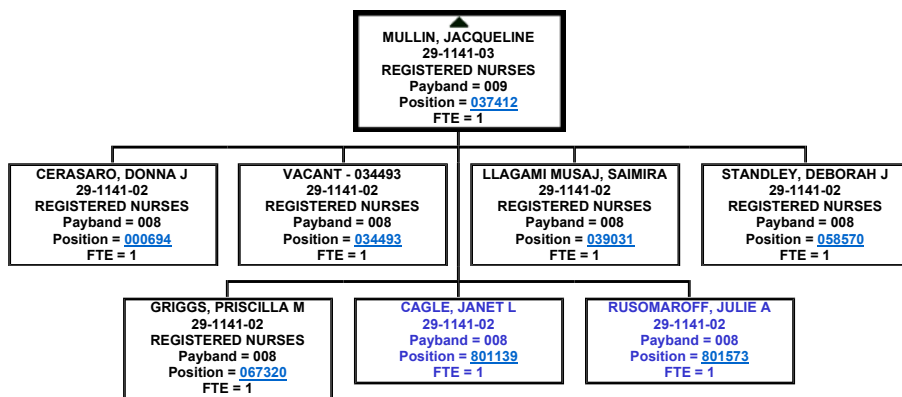 MULLIN, JACQUELINE
29-1141-03
REGISTERED NURSES
Payband = 009
Position = 037412
FTE = 1
CERASARO, DONNA J
29-1141-02
REGISTERED NURSES
Payband = 008
Position = 000694
FTE = 1
VACANT - 034493
29-1141-02
REGISTERED NURSES
Payband = 008
Position = 034493
FTE = 1
LLAGAMI MUSAJ, SAIMIRA
29-1141-02
REGISTERED NURSES
Payband = 008
Position = 039031
FTE = 1
STANDLEY, DEBORAH J
29-1141-02
REGISTERED NURSES
Payband = 008
Position = 058570
FTE = 1
GRIGGS, PRISCILLA M
29-1141-02
REGISTERED NURSES
Payband = 008
Position = 067320
FTE = 1
CAGLE, JANET L
29-1141-02
Payband = 008
Position = 801139
FTE = 1
RUSOMAROFF, JULIE A
29-1141-02
Payband = 008
Position = 801573
FTE = 1